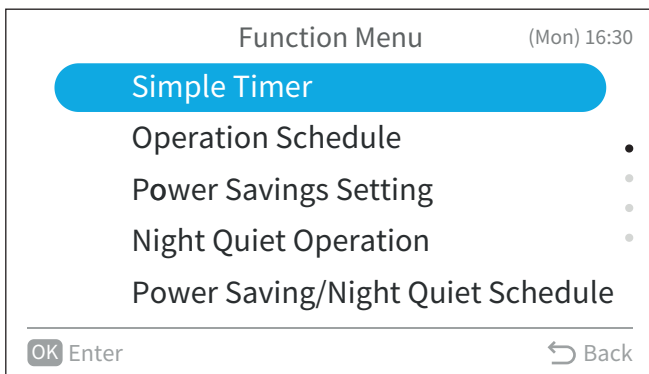 Function Menu (Mon) 16:30
Simple Timer
Operation Schedule
Power Savings Setting
Night Quiet Operation
Power Saving/Night Quiet Schedule
OK Enter Back